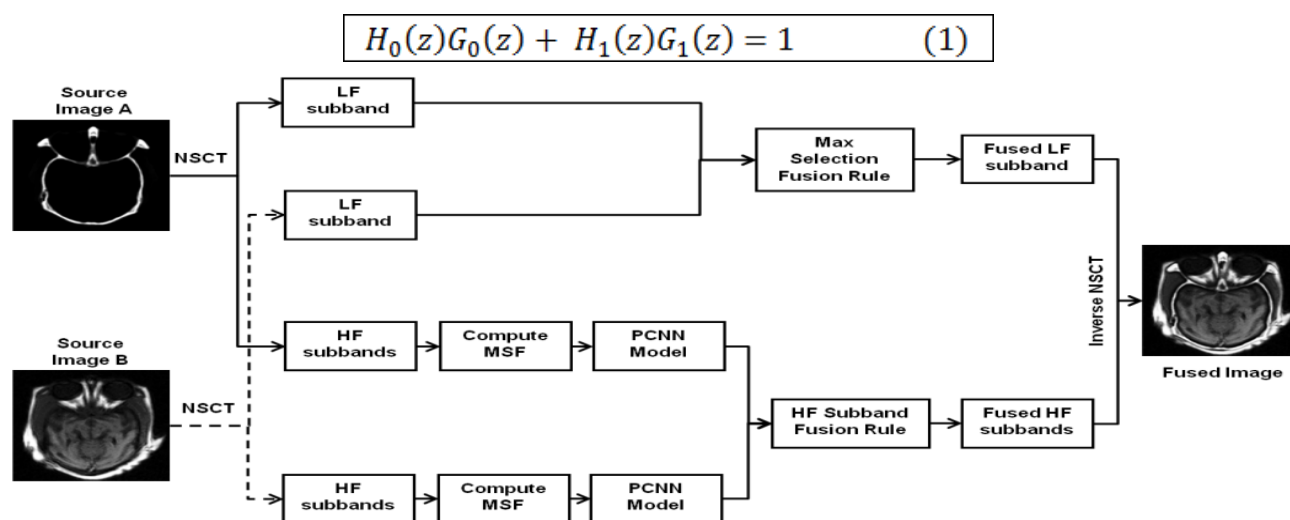 H₀(z)G₀(z) + H₁(z)G₁(z) = 1 (1)
Source
Image A
NSCT
LF
subband
LF
subband
Max
Selection
Fusion Rule
Fused LF
subband
Source
Image B
NSCT
HF
subbands
Compute
MSF
PCNN
Model
HF
subbands
Compute
MSF
PCNN
Model
HF Subband
Fusion Rule
Fused HF
subbands
Inverse NSCT
Fused Image